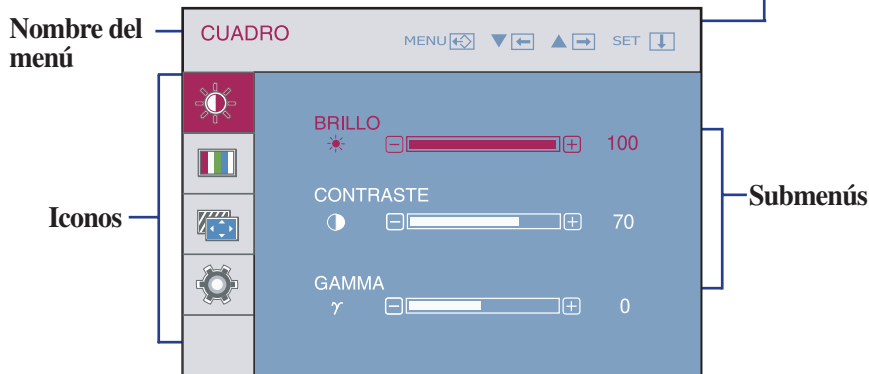 Nombre del
menú
CUADRO
MENU ▼ ▲ SET
BRILLO
100
CONTRASTE
70
GAMMA
γ 0
Iconos
Submenús